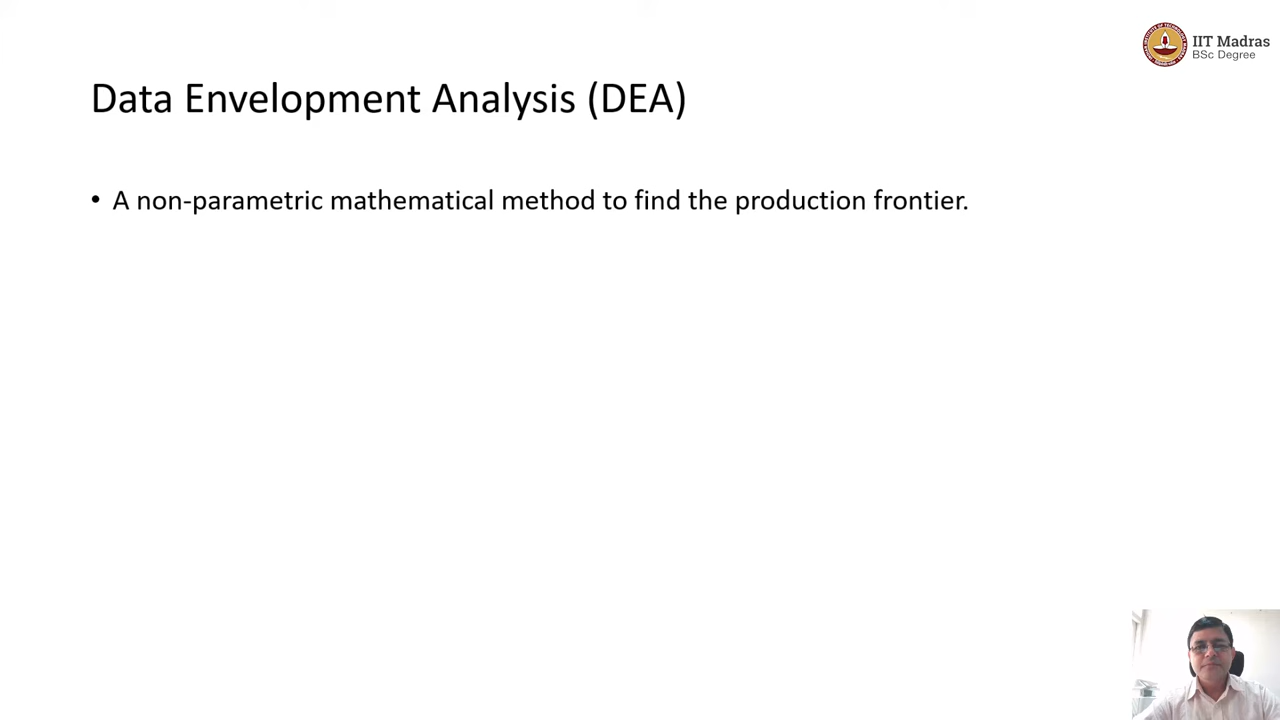 IIT Madras
BSc Degree
Data Envelopment Analysis (DEA)
• A non-parametric mathematical method to find the production frontier.